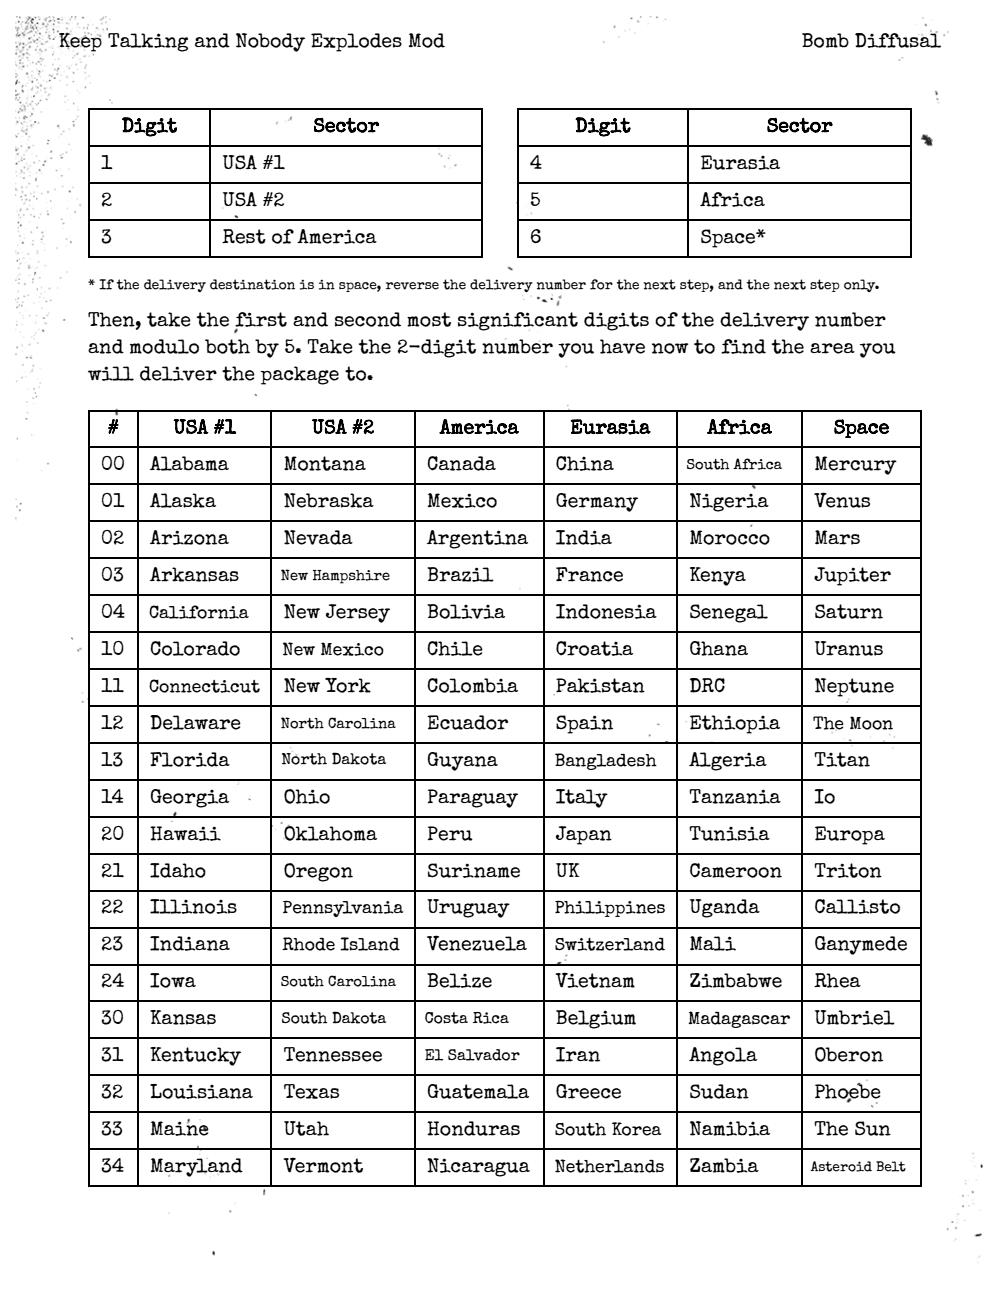 Keep Talking and Nobody Explodes Mod Bomb Diffusal
Digit Sector
1 USA #1
2 USA #2
3 Rest of America
Digit Sector
4 Eurasia
5 Africa
6 Space*
* If the delivery destination is in space, reverse the delivery number for the next step, and the next step only.
Then, take the first and second most significant digits of the delivery number
and modulo both by 5. Take the 2-digit number you have now to find the area you
will deliver the package to.
# USA #1 USA #2 America Eurasia Africa Space
00 Alabama Montana Canada China South Africa Mercury
01 Alaska Nebraska Mexico Germany Nigeria Venus
02 Arizona Nevada Argentina India Morocco Mars
03 Arkansas New Hampshire Brazil France Kenya Jupiter
04 California New Jersey Bolivia Indonesia Senegal Saturn
10 Colorado New Mexico Chile Croatia Ghana Uranus
11 Connecticut New York Colombia Pakistan DRC Neptune
12 Delaware North Carolina Ecuador Spain Ethiopia The Moon
13 Florida North Dakota Guyana Bangladesh Algeria Titan
14 Georgia Ohio Paraguay Italy Tanzania Io
20 Hawaii Oklahoma Peru Japan Tunisia Europa
21 Idaho Oregon Suriname UK Cameroon Triton
22 Illinois Pennsylvania Uruguay Philippines Uganda Callisto
23 Indiana Rhode Island Venezuela Switzerland Mali Ganymede
24 Iowa South Carolina Belize Vietnam Zimbabwe Rhea
30 Kansas South Dakota Costa Rica Belgium Madagascar Umbriel
31 Kentucky Tennessee El Salvador Iran Angola Oberon
32 Louisiana Texas Guatemala Greece Sudan Phoebe
33 Maine Utah Honduras South Korea Namibia The Sun
34 Maryland Vermont Nicaragua Netherlands Zambia Asteroid Belt